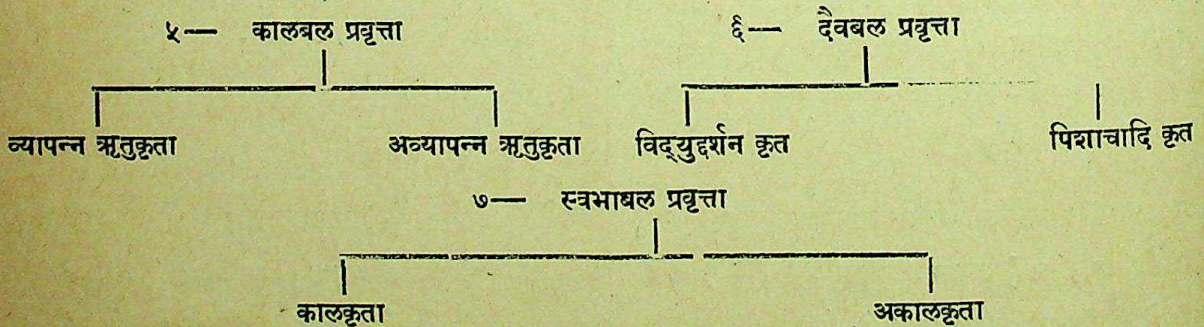 ५— कालबल प्रवृत्ता ६— दैवबल प्रवृत्ता
व्यापन्न ऋतुकृता अव्यापन्न ऋतुकृता विद्युद्दर्शन कृत पिशाचादि कृत
७— स्वभाबल प्रवृत्ता
कालकृता अकालकृता